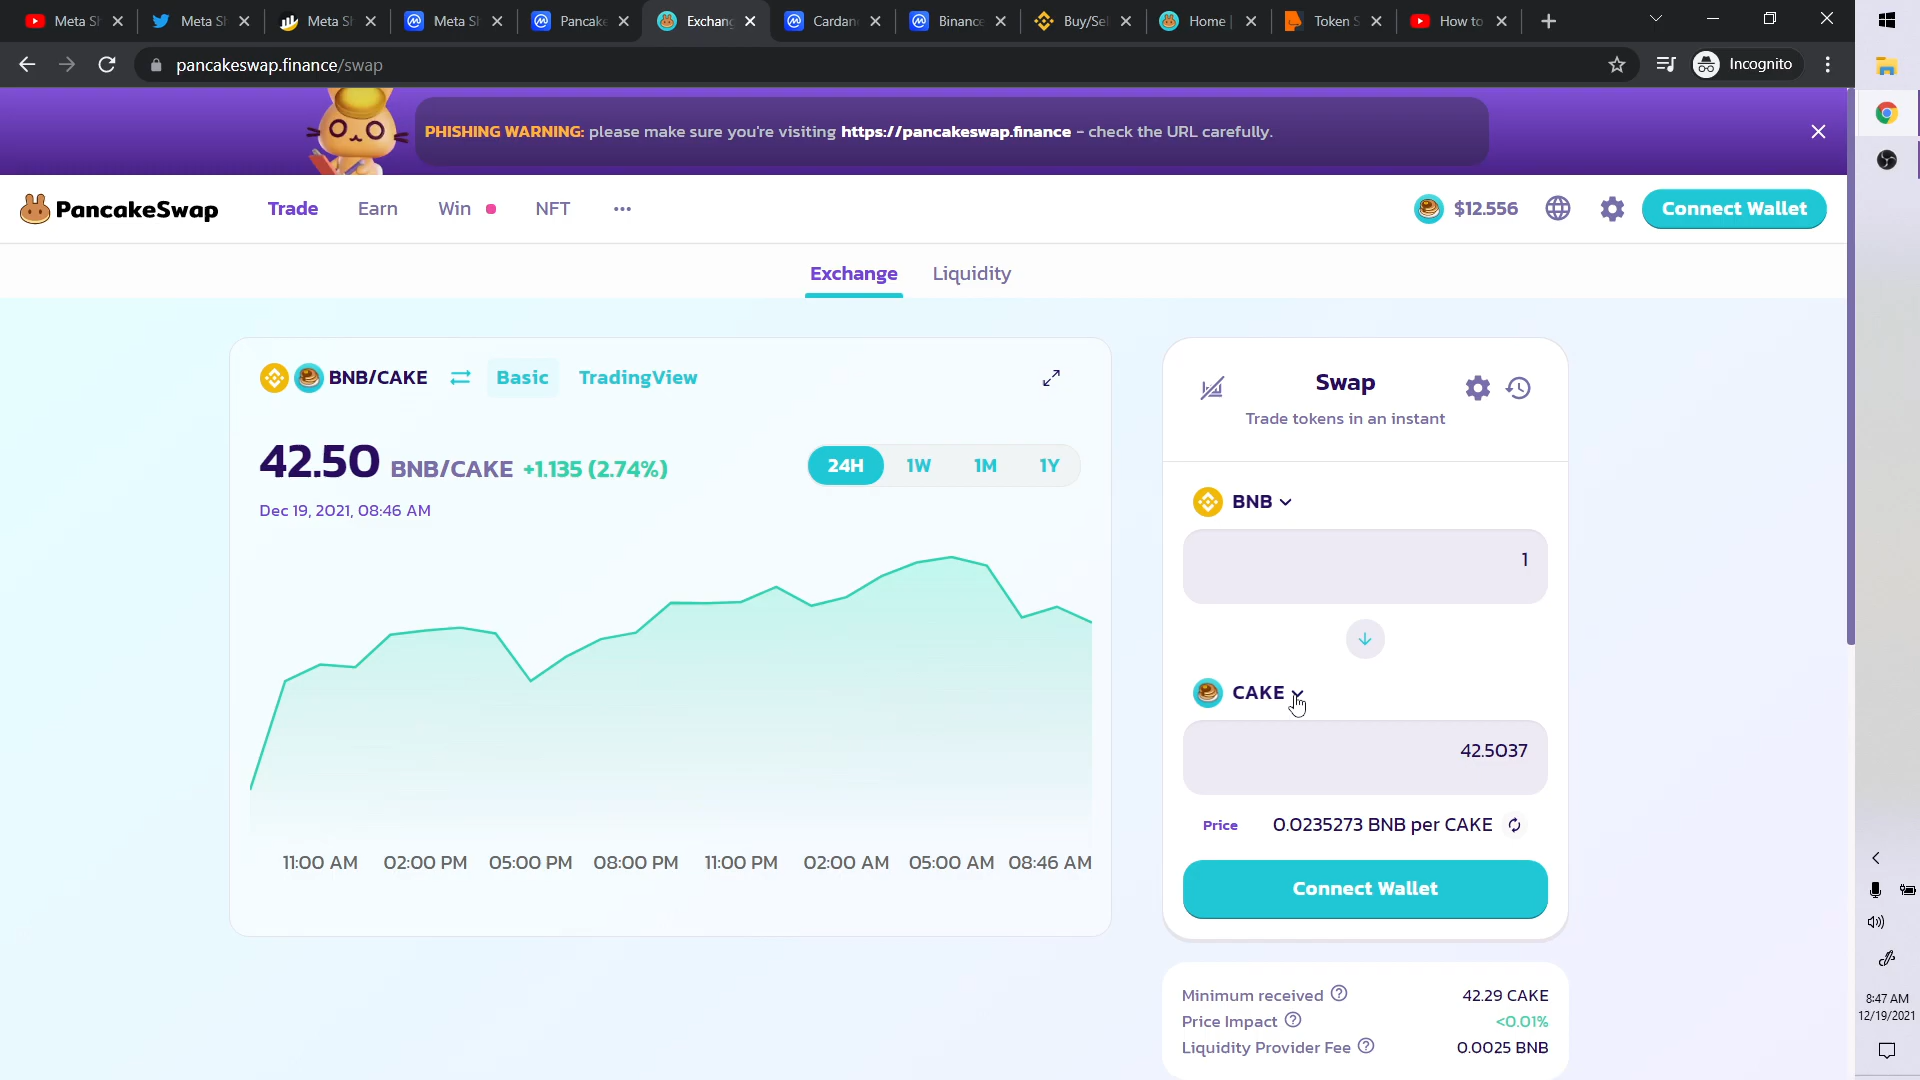 Meta Sh
Meta Sh
Meta Sh
Meta Sh
Pancake
Exchang
Cardan
Binance
Buy/Sel
Home |
Token S
How to
pancakeswap.finance/swap
Incognito
PHISHING WARNING: please make sure you're visiting https://pancakeswap.finance - check the URL carefully.
PancakeSwap
Trade
Earn
Win
NFT
$12.556
Connect Wallet
Exchange
Liquidity
BNB/CAKE
Basic
TradingView
42.50 BNB/CAKE +1.135 (2.74%)
24H
1W
1M
1Y
Dec 19, 2021, 08:46 AM
11:00 AM
02:00 PM
05:00 PM
08:00 PM
11:00 PM
02:00 AM
05:00 AM
08:46 AM
Swap
Trade tokens in an instant
BNB
1
CAKE
42.5037
Price
0.0235273 BNB per CAKE
Connect Wallet
Minimum received
42.29 CAKE
Price Impact
<0.01%
Liquidity Provider Fee
0.0025 BNB
8:47 AM
12/19/2021